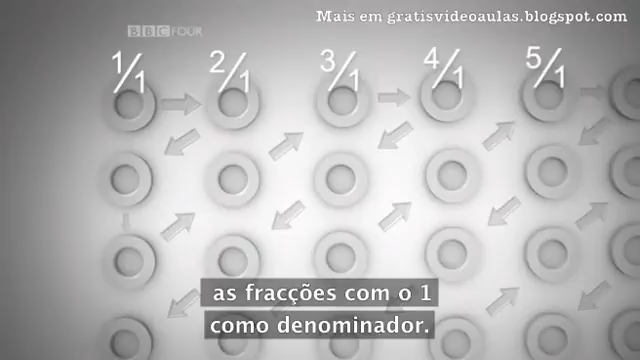 Mais em gratisvideoaulas.blogspot.com
BBC FOUR
1/1 2/1 3/1 4/1 5/1
as fracções com o 1
como denominador.